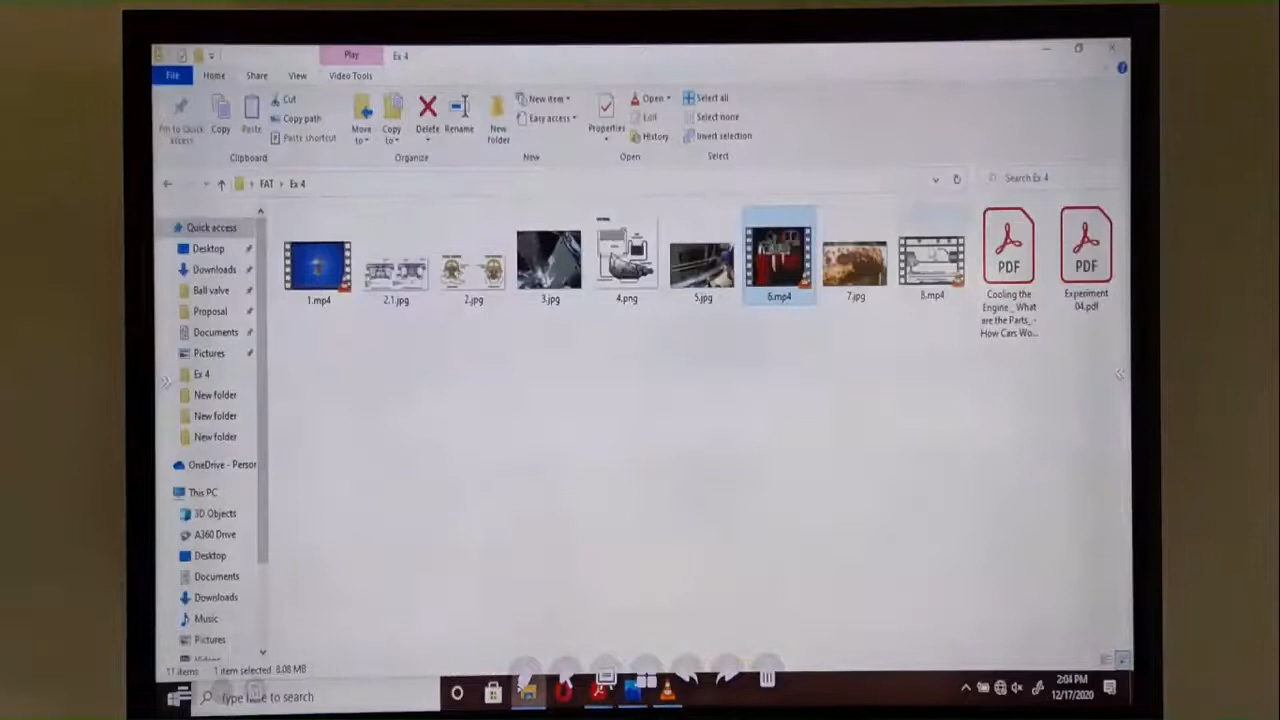 Play
Ex 4
File
Home
Share
View
Video Tools
Pin to Quick
access
Copy
Paste
Cut
Copy path
Paste shortcut
Move
to
Copy
to
Delete
Rename
New
folder
New item
Easy access
Properties
Open
Edit
History
Select all
Select none
Invert selection
Clipboard
Organize
New
Open
Select
FAT
Ex 4
Search Ex 4
Quick access
Desktop
Downloads
Ball valve
Proposal
Documents
Pictures
Ex 4
New folder
New folder
New folder
OneDrive - Person
This PC
3D Objects
A360 Drive
Desktop
Documents
Downloads
Music
Pictures
1.mp4
2.1.jpg
2.jpg
3.jpg
4.png
5.jpg
6.mp4
7.jpg
8.mp4
PDF
Cooling the
Engine_ What
are the Parts_-
How Cars Wo...
PDF
Experiment
04.pdf
11 items
1 item selected 8.08 MB
Type here to search
2:04 PM
12/17/2020